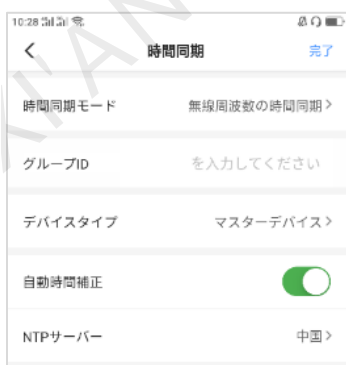 10:28
時間同期
完了
時間同期モード 無線周波数の時間同期>
グループID を入力してください
デバイスタイプ マスターデバイス>
自動時間補正
NTPサーバー 中国>